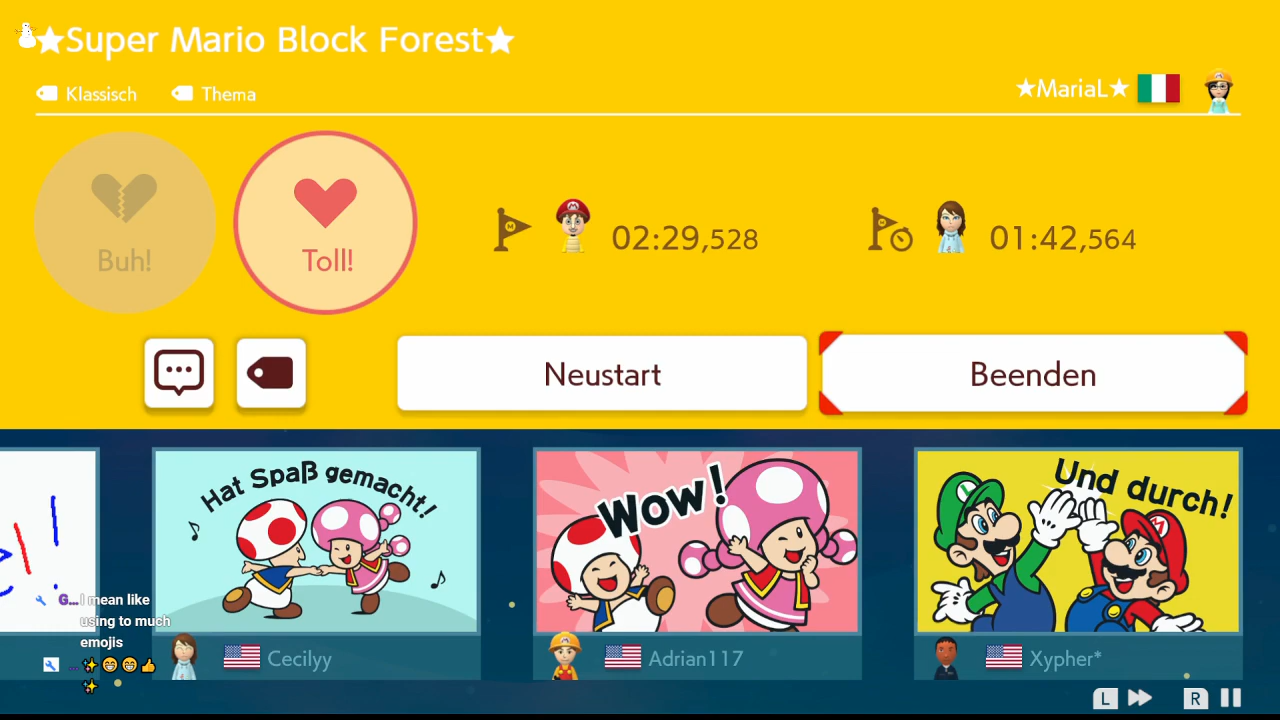 ★Super Mario Block Forest★
Klassisch Thema
★MariaL★
Buh!
Toll!
M
02:29,528
M
01:42,564
Neustart
Beenden
Hat Spaß gemacht!
Wow!
Und durch!
G... I mean like
using to much
emojis
... ✨😁😁👍
✨
Cecilyy
Adrian117
Xypher*
L
R